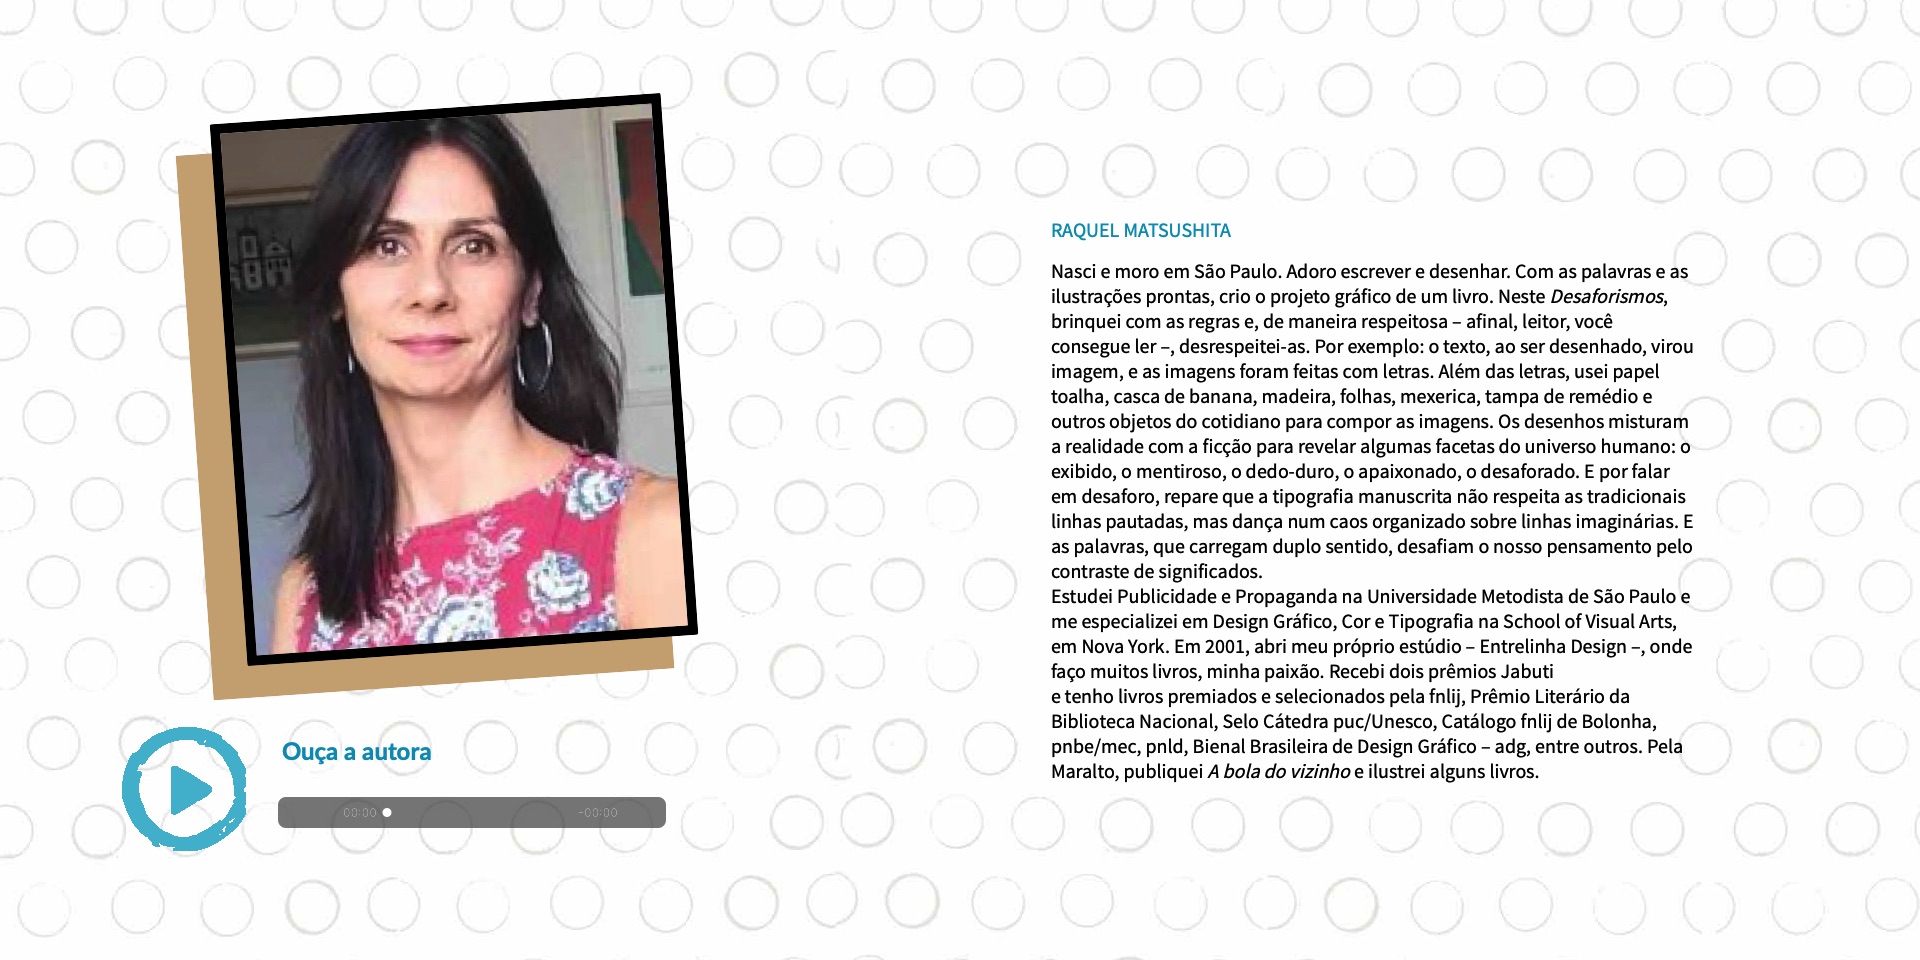 RAQUEL MATSUSHITA
Nasci e moro em São Paulo. Adoro escrever e desenhar. Com as palavras e as
ilustrações prontas, crio o projeto gráfico de um livro. Neste Desaforismos,
brinquei com as regras e, de maneira respeitosa – afinal, leitor, você
consegue ler –, desrespeitei-as. Por exemplo: o texto, ao ser desenhado, virou
imagem, e as imagens foram feitas com letras. Além das letras, usei papel
toalha, casca de banana, madeira, folhas, mexerica, tampa de remédio e
outros objetos do cotidiano para compor as imagens. Os desenhos misturam
a realidade com a ficção para revelar algumas facetas do universo humano: o
exibido, o mentiroso, o dedo-duro, o apaixonado, o desaforado. E por falar
em desaforo, repare que a tipografia manuscrita não respeita as tradicionais
linhas pautadas, mas dança num caos organizado sobre linhas imaginárias. E
as palavras, que carregam duplo sentido, desafiam o nosso pensamento pelo
contraste de significados.
Estudei Publicidade e Propaganda na Universidade Metodista de São Paulo e
me especializei em Design Gráfico, Cor e Tipografia na School of Visual Arts,
em Nova York. Em 2001, abri meu próprio estúdio – Entrelinha Design –, onde
faço muitos livros, minha paixão. Recebi dois prêmios Jabuti
e tenho livros premiados e selecionados pela fnlij, Prêmio Literário da
Biblioteca Nacional, Selo Cátedra puc/Unesco, Catálogo fnlij de Bolonha,
pnbe/mec, pnld, Bienal Brasileira de Design Gráfico – adg, entre outros. Pela
Maralto, publiquei A bola do vizinho e ilustrei alguns livros.
Ouça a autora
00:00 -00:00